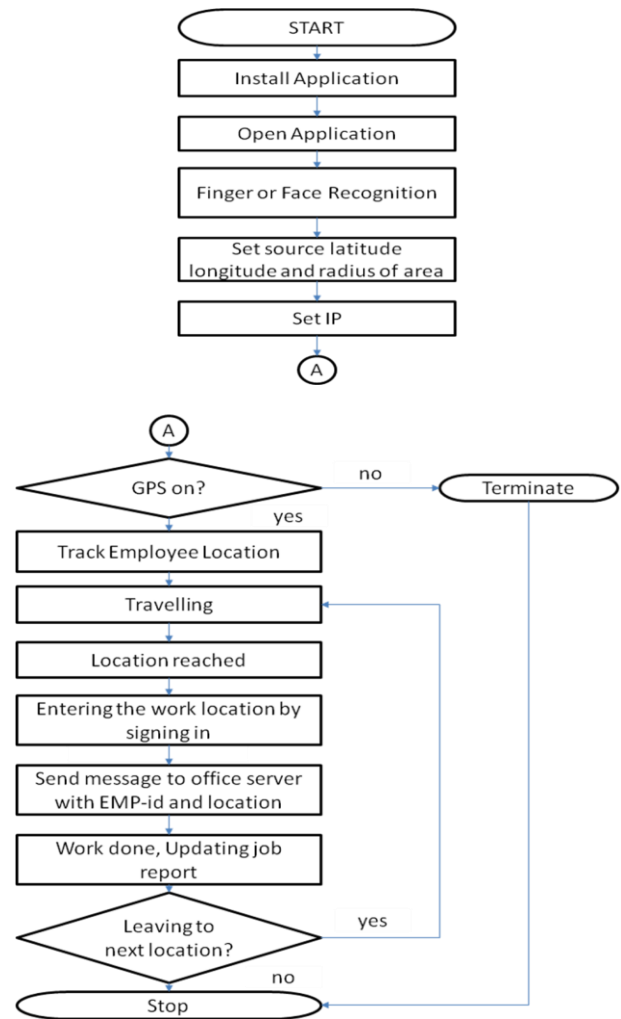 START
Install Application
Open Application
Finger or Face Recognition
Set source latitude
longitude and radius of area
Set IP
A
A
GPS on?
no
Terminate
yes
Track Employee Location
Travelling
Location reached
Entering the work location by
signing in
Send message to office server
with EMP-id and location
Work done, Updating job
report
Leaving to
next location?
yes
no
Stop